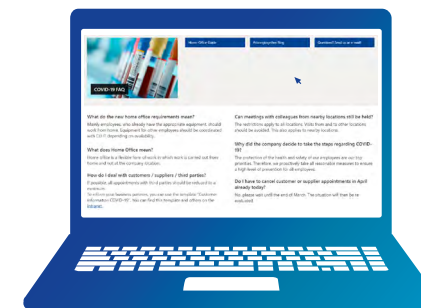 Home Office Guide
COVID-19 FAQ
What do the new home office requirements mean?
Mainly employees, who already have the appropriate equipment should
work from home. Equipment for other employees should be coordinated
with depending on availability.
What does Home Office mean?
Home office is a flexible form of work in which work is carried out from
home and not at the company location.
How do I deal with customers / suppliers / third parties?
If possible, all appointments with third parties should be reduced to a
minimum.
To inform your business partners, you can use the template "Customer
information COVID-19". You can find this template and others on the
Intranet.
Can meetings with colleagues from nearby locations still be held?
The restrictions apply to all locations. Visits from and to other locations
should be avoided. This also applies to nearby locations.
Why did the company decide to take the steps regarding COVID-
19?
The protection of the health and safety of our employees are our top
priorities. Therefore, we proactively take all reasonable measures to ensure
a high level of prevention for all employees.
Do I have to cancel customer or supplier appointments in April
already today?
No, please wait until the end of March. The situation will then be re-
evaluated.